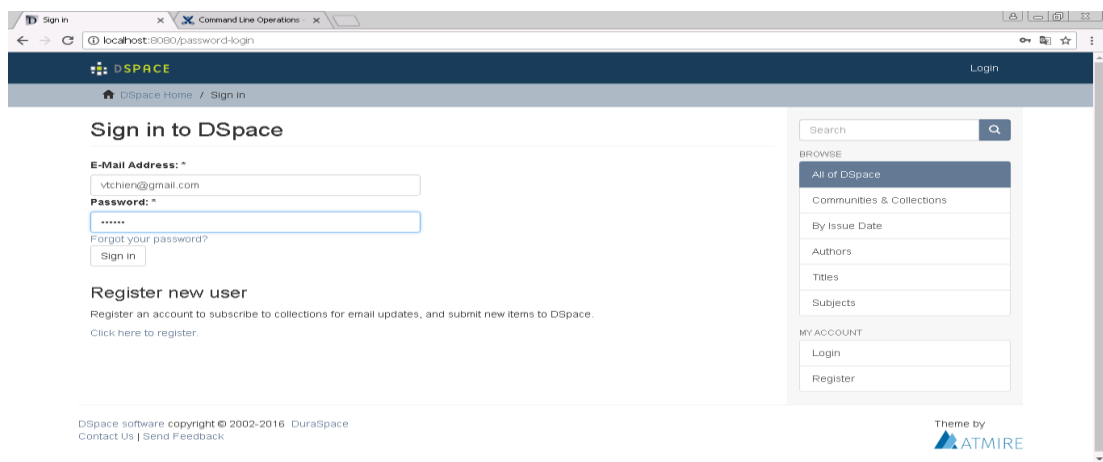 Sign in
Command Line Operations -
localhost:8080/password-login
DSPACE
Login
DSpace Home / Sign in
Sign in to DSpace
E-Mail Address: *
vtchien@gmail.com
Password: *
••••••
Forgot your password?
Sign in
Register new user
Register an account to subscribe to collections for email updates, and submit new items to DSpace.
Click here to register.
Search
BROWSE
All of DSpace
Communities & Collections
By Issue Date
Authors
Titles
Subjects
MY ACCOUNT
Login
Register
DSpace software copyright © 2002-2016 DuraSpace
Contact Us | Send Feedback
Theme by
ATMIRE